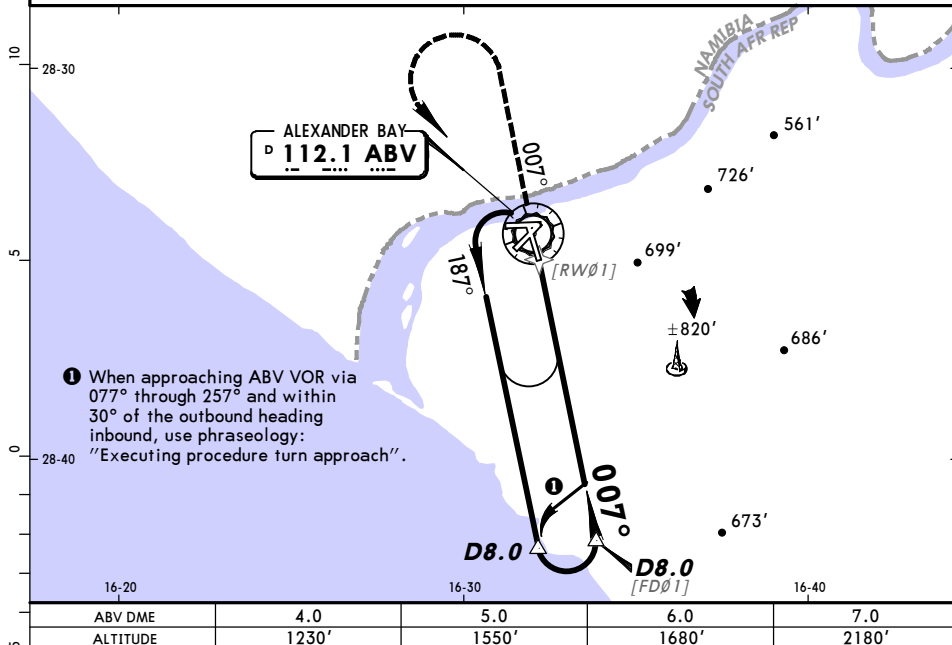 10
28-30
NAMIBIA
SOUTH AFR REP
ALEXANDER BAY
D 112.1 ABV
007°
561'
726'
699'
5
187°
[RWØ1]
±820'
686'
❶ When approaching ABV VOR via
077° through 257° and within
30° of the outbound heading
inbound, use phraseology:
"Executing procedure turn approach".
0
28-40
❶
007°
673'
D8.0
D8.0
[FDØ1]
16-20
16-30
16-40
ABV DME 4.0 5.0 6.0 7.0
ALTITUDE 1230' 1550' 1680' 2180'
5